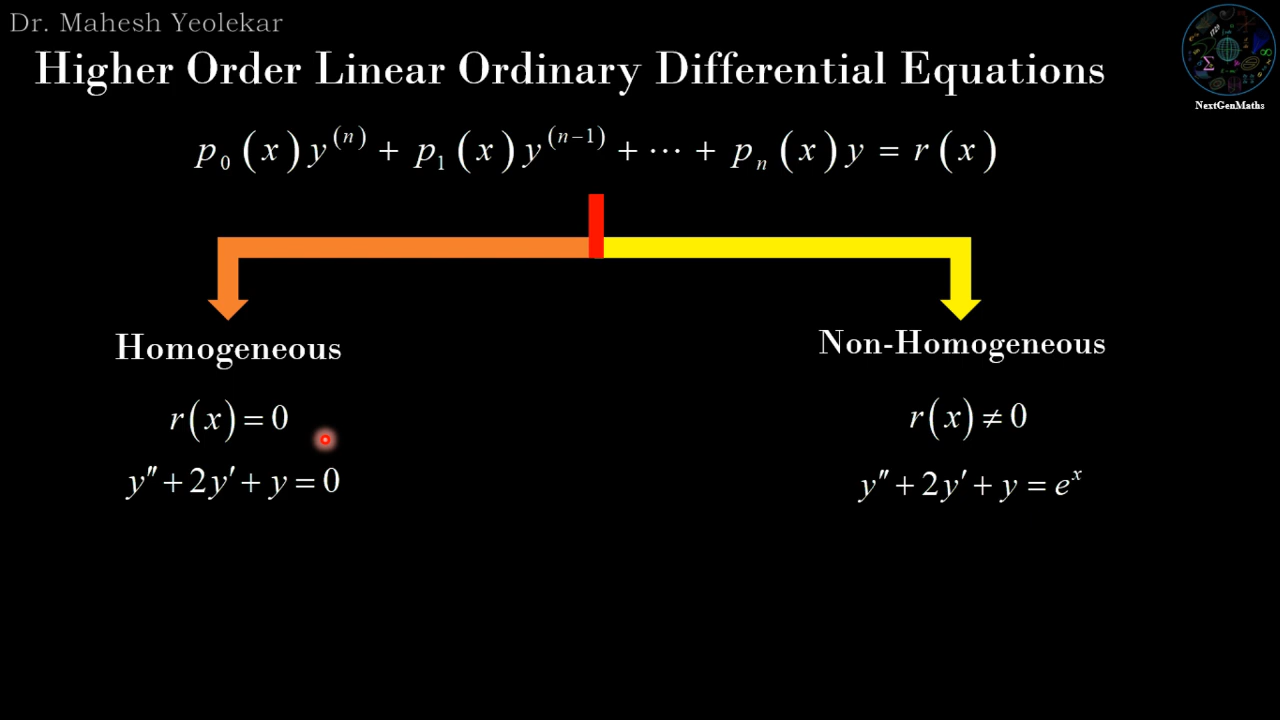 Dr. Mahesh Yeolekar
Higher Order Linear Ordinary Differential Equations
NextGenMaths
p₀(x)y⁽ⁿ⁾ + p₁(x)y⁽ⁿ⁻¹⁾ + ⋯ + pₙ(x)y = r(x)
Homogeneous
Non-Homogeneous
r(x) = 0
r(x) ≠ 0
y″ + 2y′ + y = 0
y″ + 2y′ + y = eˣ